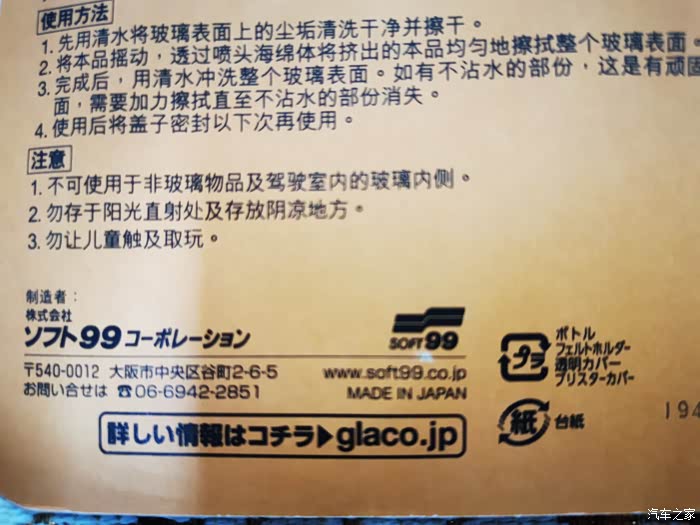 使用方法
1. 先用清水将玻璃表面上的尘垢清洗干净并擦干。
2. 将本品摇动，透过喷头海绵体将挤出的本品均匀地擦拭整个玻璃表面。
3. 完成后，用清水冲洗整个玻璃表面。如有不沾水的部份，这是有顽固
面，需要加力擦拭直至不沾水的部份消失。
4. 使用后将盖子密封以下次再使用。
注意
1. 不可使用于非玻璃物品及驾驶室内的玻璃内侧。
2. 勿存于阳光直射处及存放阴凉地方。
3. 勿让儿童触及取玩。
制造者：
株式会社
ソフト99コーポレーション
SOFT99
〒540-0012 大阪市中央区谷町2-6-5
www.soft99.co.jp
お問い合せは ☎06-6942-2851
MADE IN JAPAN
詳しい情報はコチラ▶glaco.jp
プラ
ボトル
フェルトホルダー
透明カバー
ブリスターカバー
紙
台紙
194
汽车之家